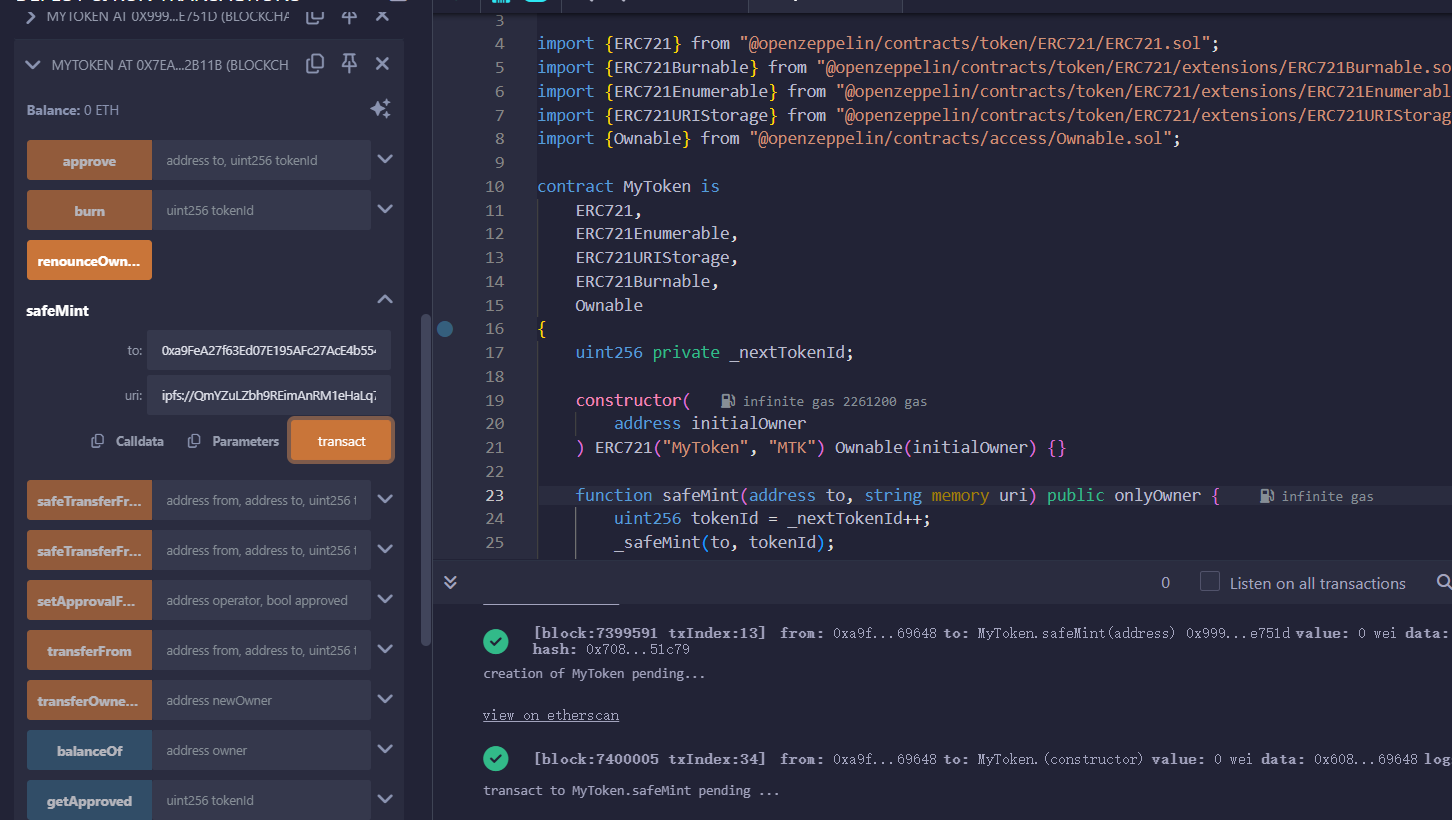 MYTOKEN AT 0X999...E751D (BLOCKCHA
MYTOKEN AT 0X7EA...2B11B (BLOCKCH
Balance: 0 ETH
approve address to, uint256 tokenId
burn uint256 tokenId
renounceOwn...
safeMint
to: 0xa9FeA27f63Ed07E195AFc27AcE4b554
uri: ipfs://QmYZuLZbh9REimAnRM1eHaLq7
Calldata Parameters transact
safeTransferFr... address from, address to, uint256 t
safeTransferFr... address from, address to, uint256 t
setApprovalF... address operator, bool approved
transferFrom address from, address to, uint256 t
transferOwne... address newOwner
balanceOf address owner
getApproved uint256 tokenId
3
4 import {ERC721} from "@openzeppelin/contracts/token/ERC721/ERC721.sol";
5 import {ERC721Burnable} from "@openzeppelin/contracts/token/ERC721/extensions/ERC721Burnable.so
6 import {ERC721Enumerable} from "@openzeppelin/contracts/token/ERC721/extensions/ERC721Enumerabl
7 import {ERC721URIStorage} from "@openzeppelin/contracts/token/ERC721/extensions/ERC721URIStorag
8 import {Ownable} from "@openzeppelin/contracts/access/Ownable.sol";
9
10 contract MyToken is
11 ERC721,
12 ERC721Enumerable,
13 ERC721URIStorage,
14 ERC721Burnable,
15 Ownable
16 {
17 uint256 private _nextTokenId;
18
19 constructor( infinite gas 2261200 gas
20 address initialOwner
21 ) ERC721("MyToken", "MTK") Ownable(initialOwner) {}
22
23 function safeMint(address to, string memory uri) public onlyOwner { infinite gas
24 uint256 tokenId = _nextTokenId++;
25 _safeMint(to, tokenId);
0 Listen on all transactions
[block:7399591 txIndex:13] from: 0xa9f...69648 to: MyToken.safeMint(address) 0x999...e751d value: 0 wei data:
hash: 0x708...51c79
creation of MyToken pending...
view on etherscan
[block:7400005 txIndex:34] from: 0xa9f...69648 to: MyToken.(constructor) value: 0 wei data: 0x608...69648 log
transact to MyToken.safeMint pending ...